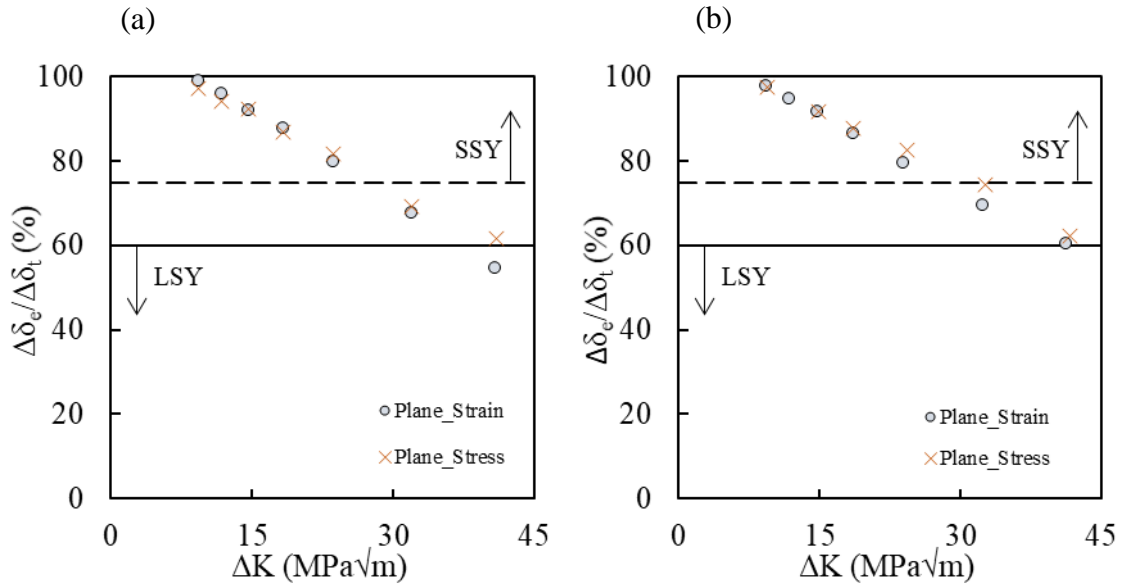 (a)
100
80
60
40
20
0
Δδe/Δδt (%)
SSY
LSY
Plane_Strain
Plane_Stress
0 15 30 45
ΔK (MPa√m)
(b)
100
80
60
40
20
0
Δδe/Δδt (%)
SSY
LSY
Plane_Strain
Plane_Stress
0 15 30 45
ΔK (MPa√m)